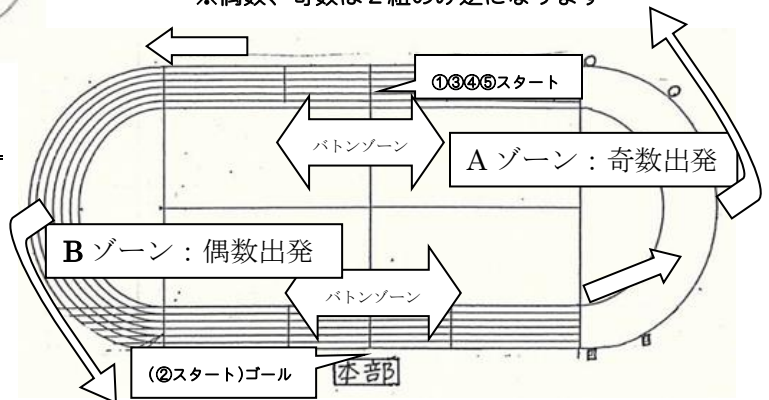 ※偶数、奇数は２組のみ逆になります
①③④⑤スタート
バトンゾーン
A ゾーン：奇数出発
B ゾーン：偶数出発
バトンゾーン
(②スタート)ゴール
本部